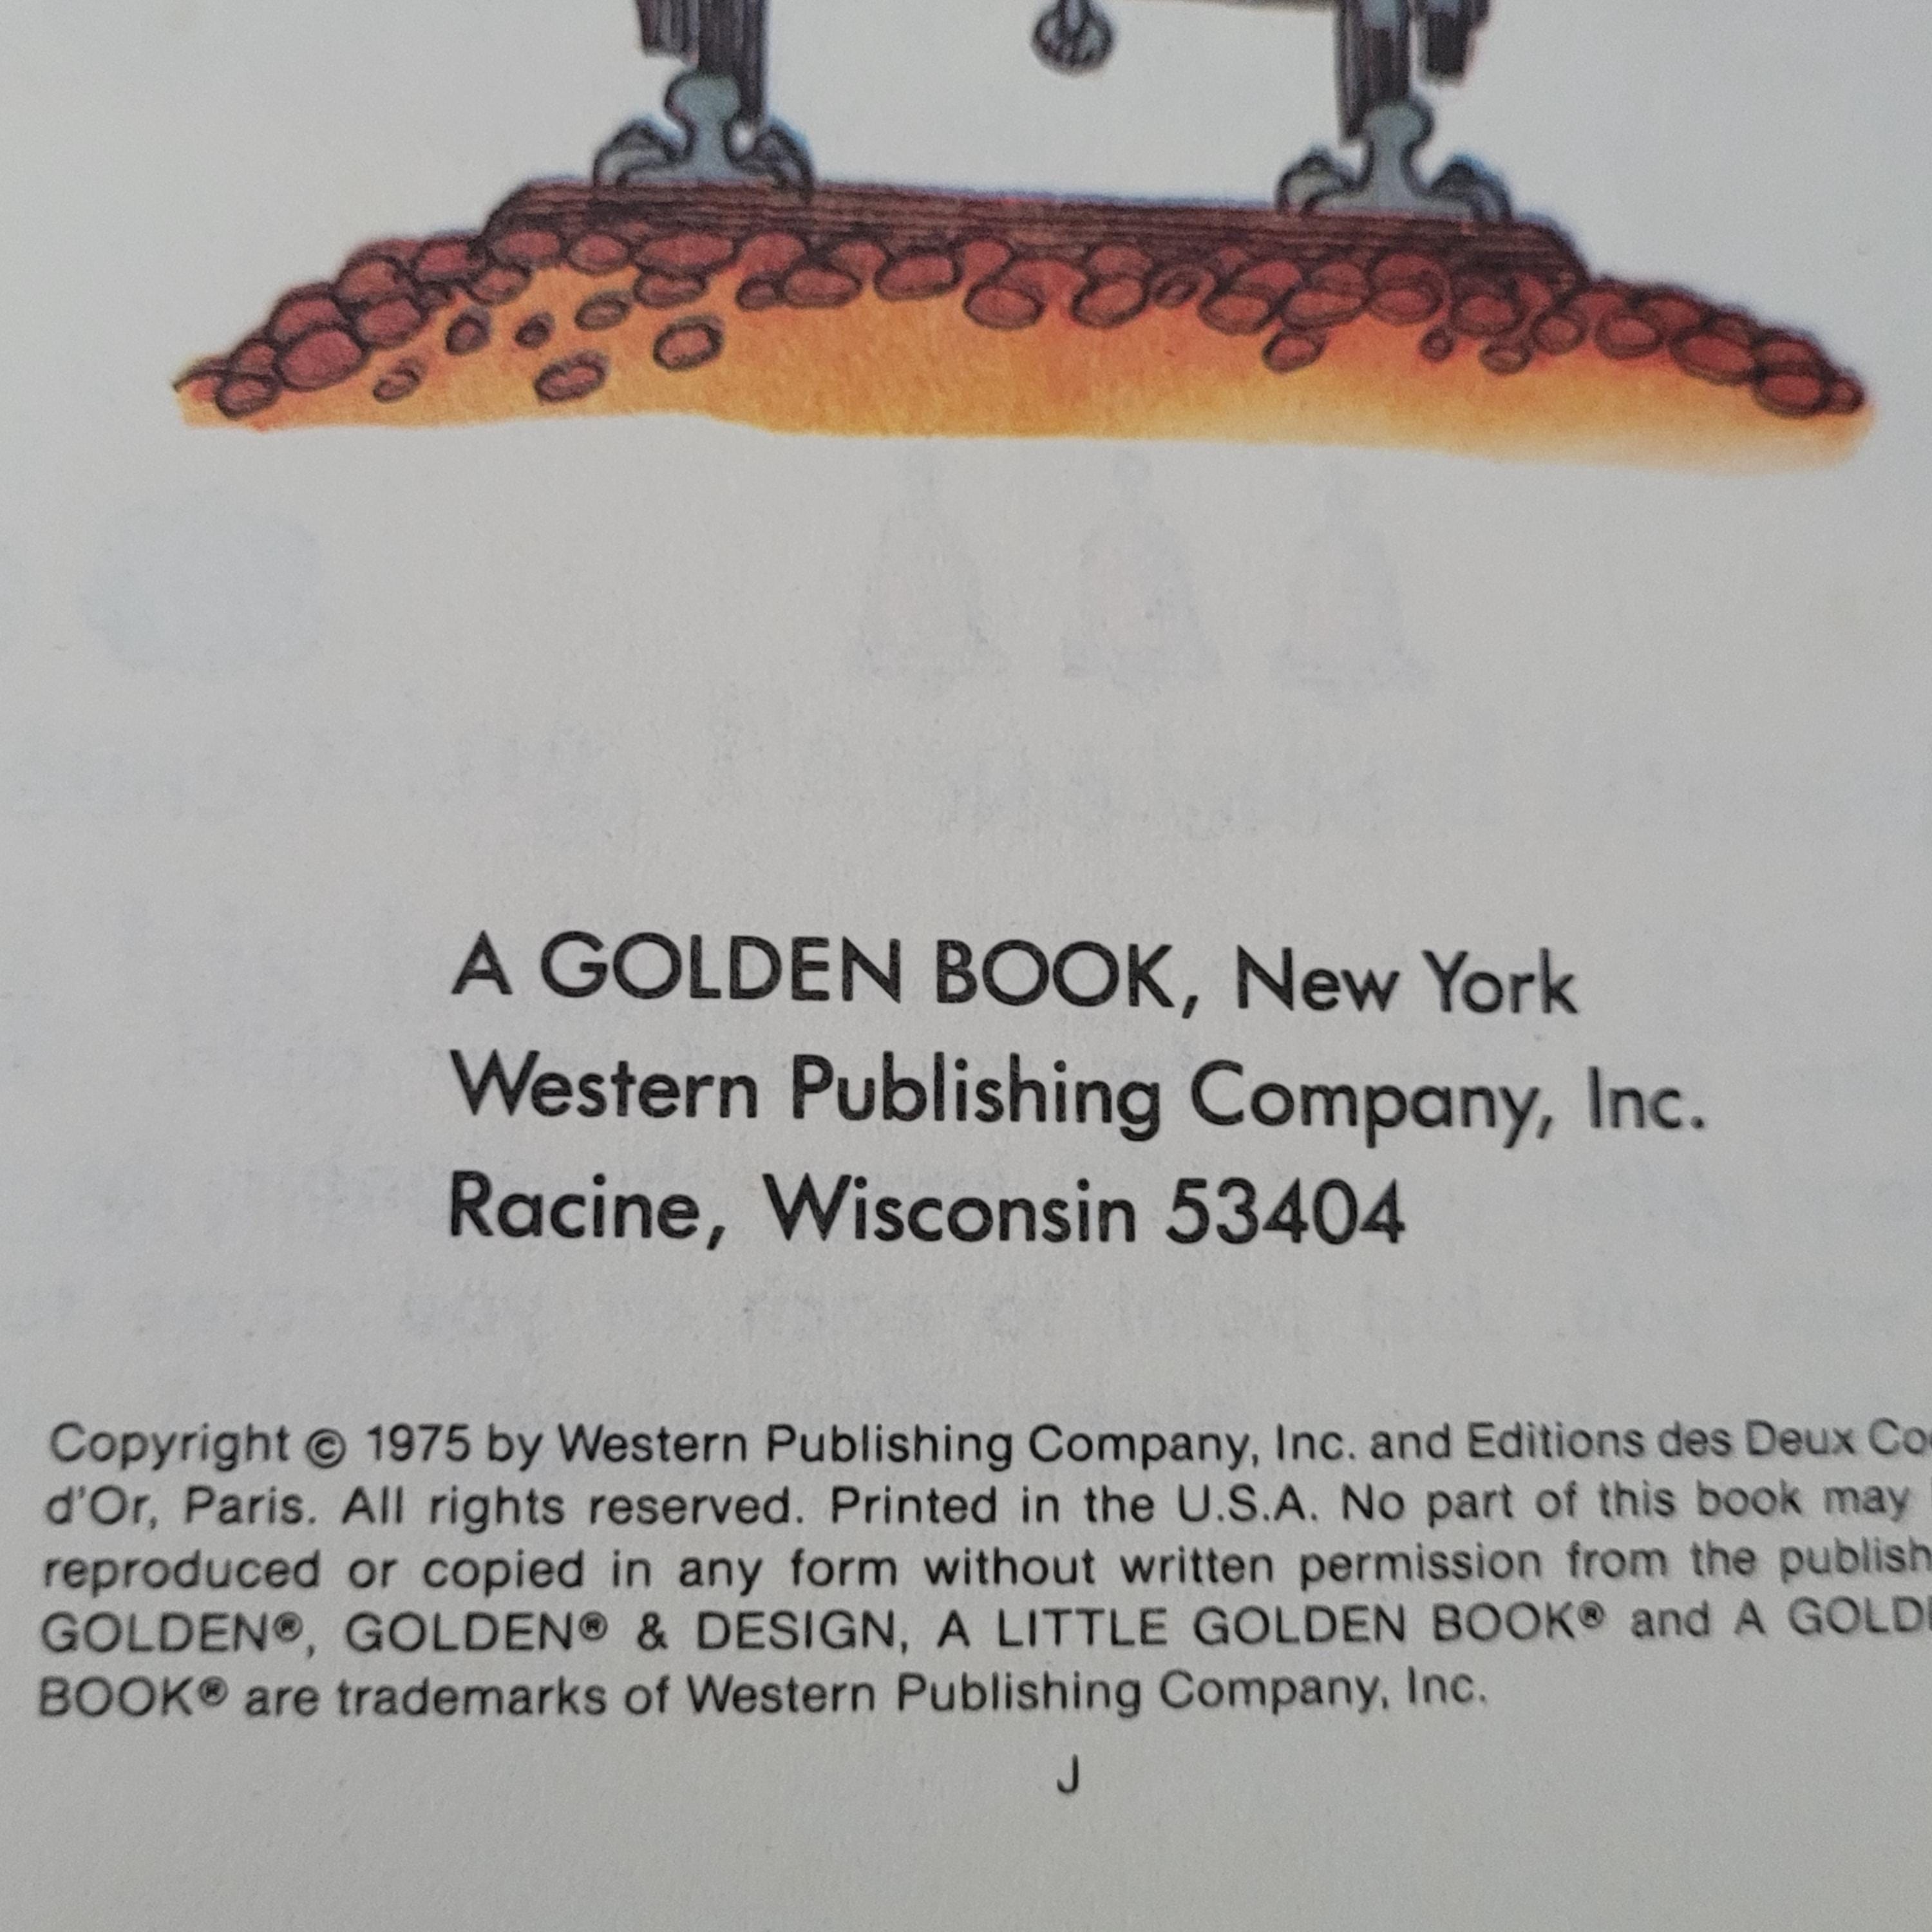 A GOLDEN BOOK, New York
Western Publishing Company, Inc.
Racine, Wisconsin 53404
Copyright © 1975 by Western Publishing Company, Inc. and Editions des Deux
d'Or, Paris. All rights reserved. Printed in the U.S.A. No part of this book may
reproduced or copied in any form without written permission from the
GOLDEN®, GOLDEN® & DESIGN, A LITTLE GOLDEN BOOK® and A
BOOK® are trademarks of Western Publishing Company, Inc.
J